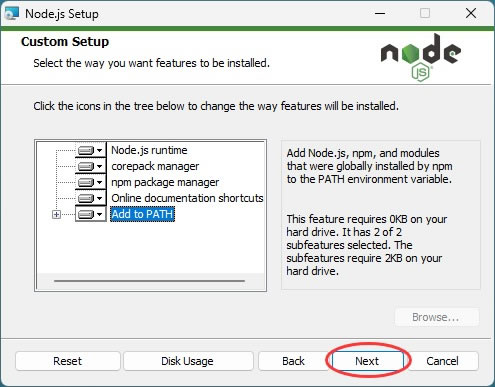 Node.js Setup
Custom Setup
Select the way you want features to be installed.
node
JS
Click the icons in the tree below to change the way features will be installed.
Node.js runtime
corepack manager
npm package manager
Online documentation shortcuts
Add to PATH
Add Node.js, npm, and modules
that were globally installed by npm
to the PATH environment variable.
This feature requires 0KB on your
hard drive. It has 2 of 2
subfeatures selected. The
subfeatures require 2KB on your
hard drive.
Browse...
Reset
Disk Usage
Back
Next
Cancel